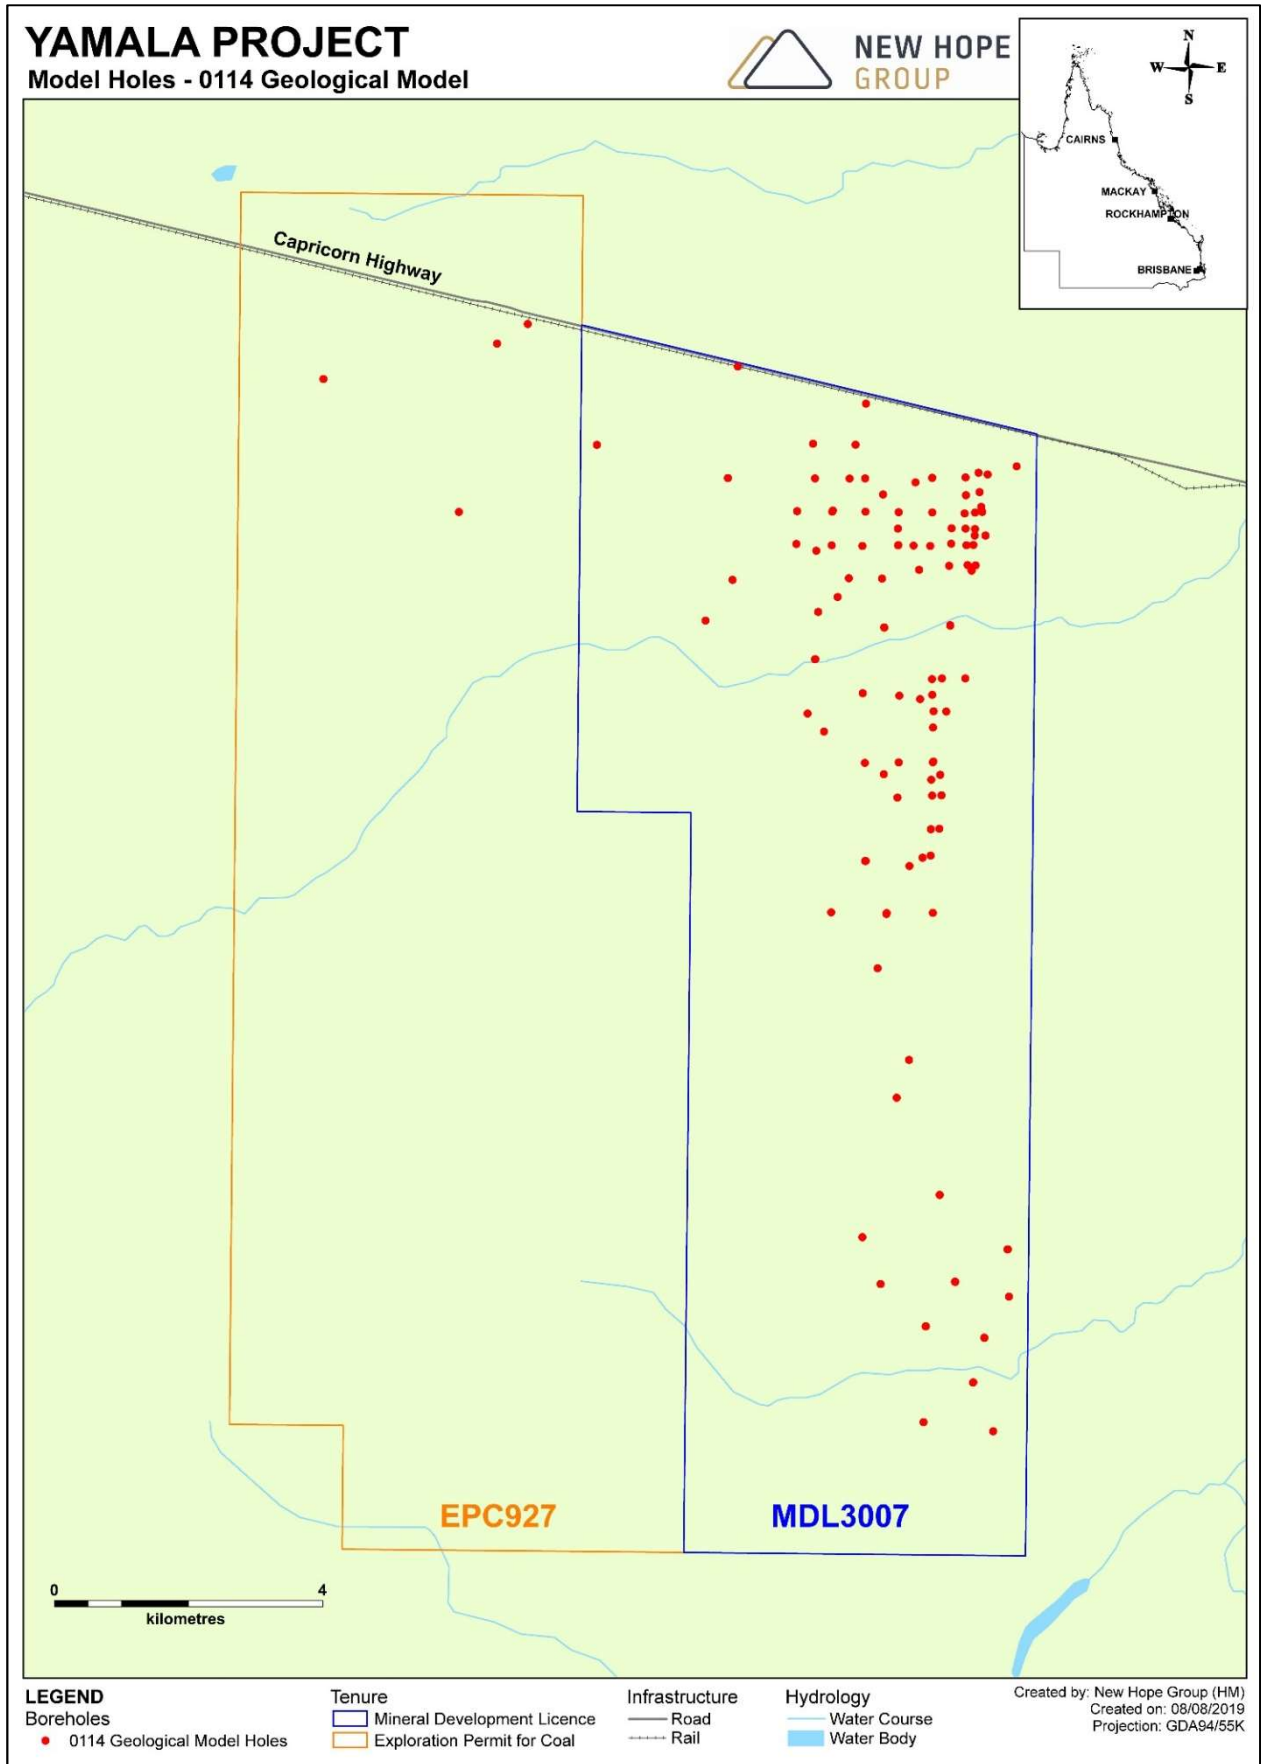 YAMALA PROJECT
Model Holes - 0114 Geological Model
NEW HOPE
GROUP
N
W E
S
CAIRNS
MACKAY
ROCKHAMPTON
BRISBANE
Capricorn Highway
EPC927
MDL3007
0 4
kilometres
LEGEND
Boreholes
0114 Geological Model Holes
Tenure
Mineral Development Licence
Exploration Permit for Coal
Infrastructure
Road
Rail
Hydrology
Water Course
Water Body
Created by: New Hope Group (HM)
Created on: 08/08/2019
Projection: GDA94/55K